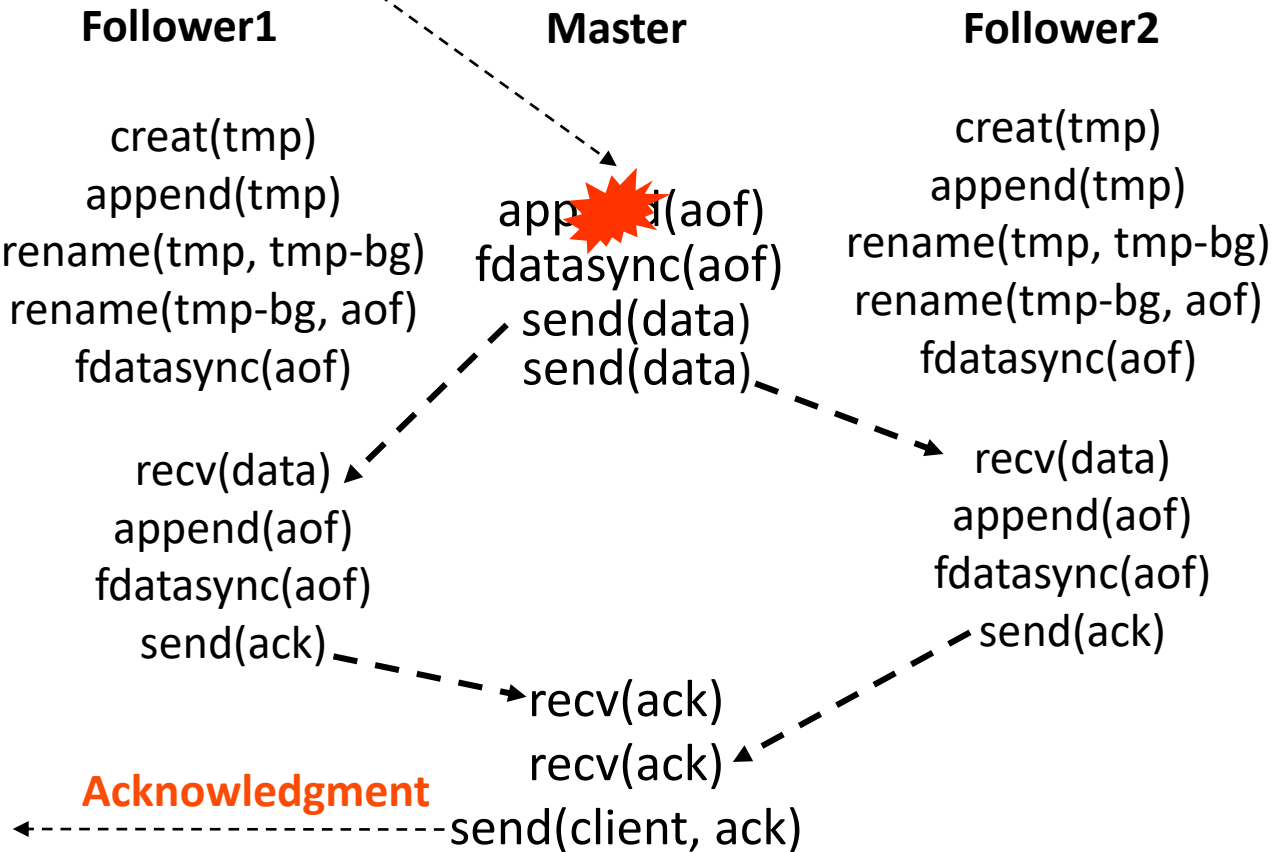 Follower1
Master
Follower2
creat(tmp)
append(tmp)
rename(tmp, tmp-bg)
rename(tmp-bg, aof)
fdatasync(aof)
recv(data)
append(aof)
fdatasync(aof)
send(ack)
(aof)
fdatasync(aof)
send(data)
send(data)
recv(ack)
recv(ack)
send(client, ack)
creat(tmp)
append(tmp)
rename(tmp, tmp-bg)
rename(tmp-bg, aof)
fdatasync(aof)
recv(data)
append(aof)
fdatasync(aof)
send(ack)
Acknowledgment